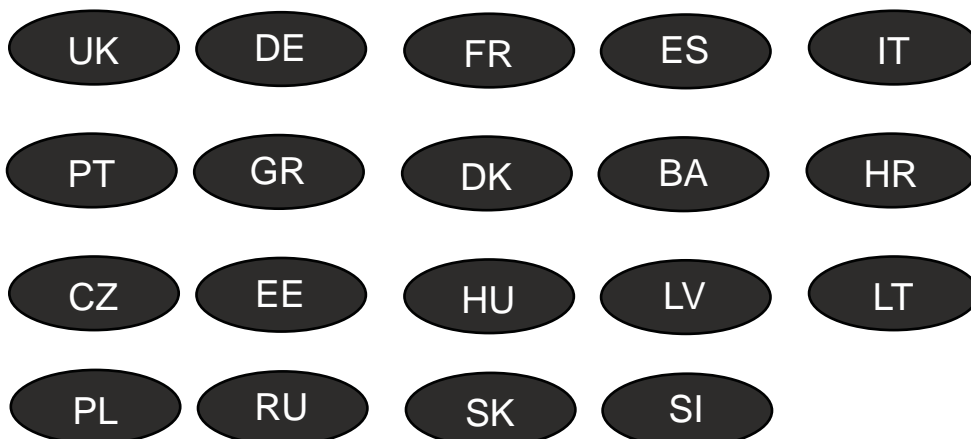 UK DE FR ES IT
PT GR DK BA HR
CZ EE HU LV LT
PL RU SK SI